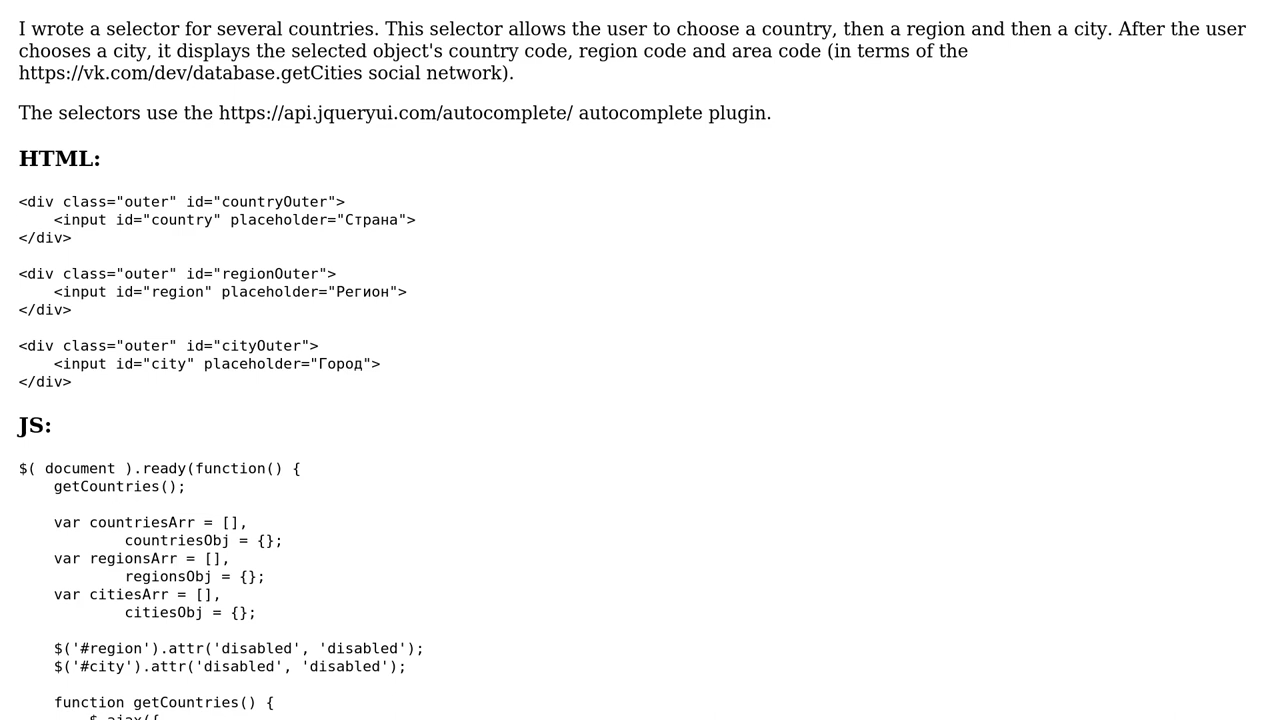 I wrote a selector for several countries. This selector allows the user to choose a country, then a region and then a city. After the user
chooses a city, it displays the selected object's country code, region code and area code (in terms of the
https://vk.com/dev/database.getCities social network).
The selectors use the https://api.jqueryui.com/autocomplete/ autocomplete plugin.
HTML:
<div class="outer" id="countryOuter">
    <input id="country" placeholder="Страна">
</div>
<div class="outer" id="regionOuter">
    <input id="region" placeholder="Регион">
</div>
<div class="outer" id="cityOuter">
    <input id="city" placeholder="Город">
</div>
JS:
$( document ).ready(function() {
    getCountries();
    var countriesArr = [],
            countriesObj = {};
    var regionsArr = [],
            regionsObj = {};
    var citiesArr = [],
            citiesObj = {};
    $('#region').attr('disabled', 'disabled');
    $('#city').attr('disabled', 'disabled');
    function getCountries() {
        $.ajax({